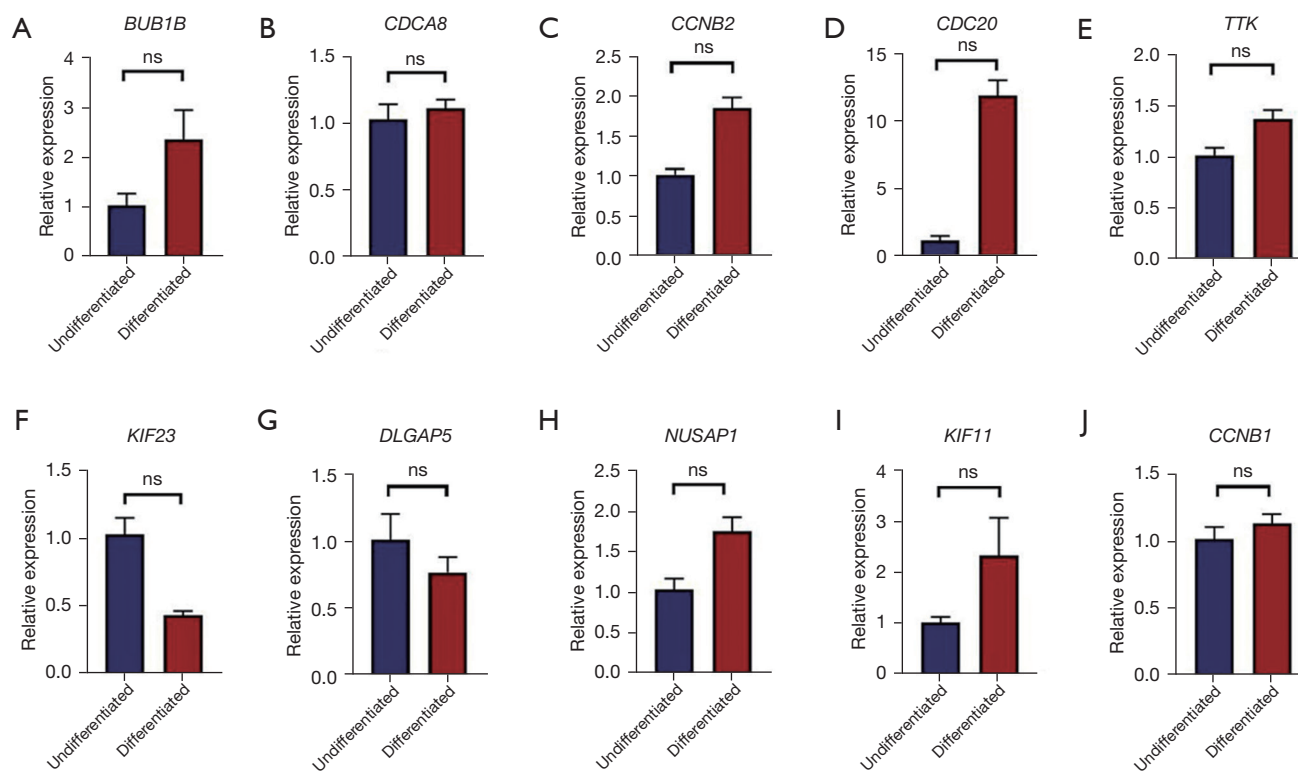 A
BUB1B
ns
Relative expression
4
3
2
1
0
Undifferentiated
Differentiated
B
CDCA8
ns
Relative expression
1.5
1.0
0.5
0.0
Undifferentiated
Differentiated
C
CCNB2
ns
Relative expression
2.5
2.0
1.5
1.0
0.5
0.0
Undifferentiated
Differentiated
D
CDC20
ns
Relative expression
15
10
5
0
Undifferentiated
Differentiated
E
TTK
ns
Relative expression
2.0
1.5
1.0
0.5
0.0
Undifferentiated
Differentiated
F
KIF23
ns
Relative expression
1.5
1.0
0.5
0.0
Undifferentiated
Differentiated
G
DLGAP5
ns
Relative expression
1.5
1.0
0.5
0.0
Undifferentiated
Differentiated
H
NUSAP1
ns
Relative expression
2.5
2.0
1.5
1.0
0.5
0.0
Undifferentiated
Differentiated
I
KIF11
ns
Relative expression
4
3
2
1
0
Undifferentiated
Differentiated
J
CCNB1
ns
Relative expression
1.5
1.0
0.5
0.0
Undifferentiated
Differentiated